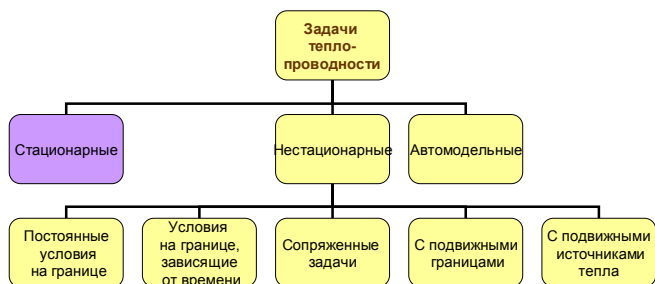 Задачи
тепло-
проводности
Стационарные
Нестационарные
Автомодельные
Постоянные
условия
на границе
Условия
на границе,
зависящие
от времени
Сопряженные
задачи
С подвижными
границами
С подвижными
источниками
тепла